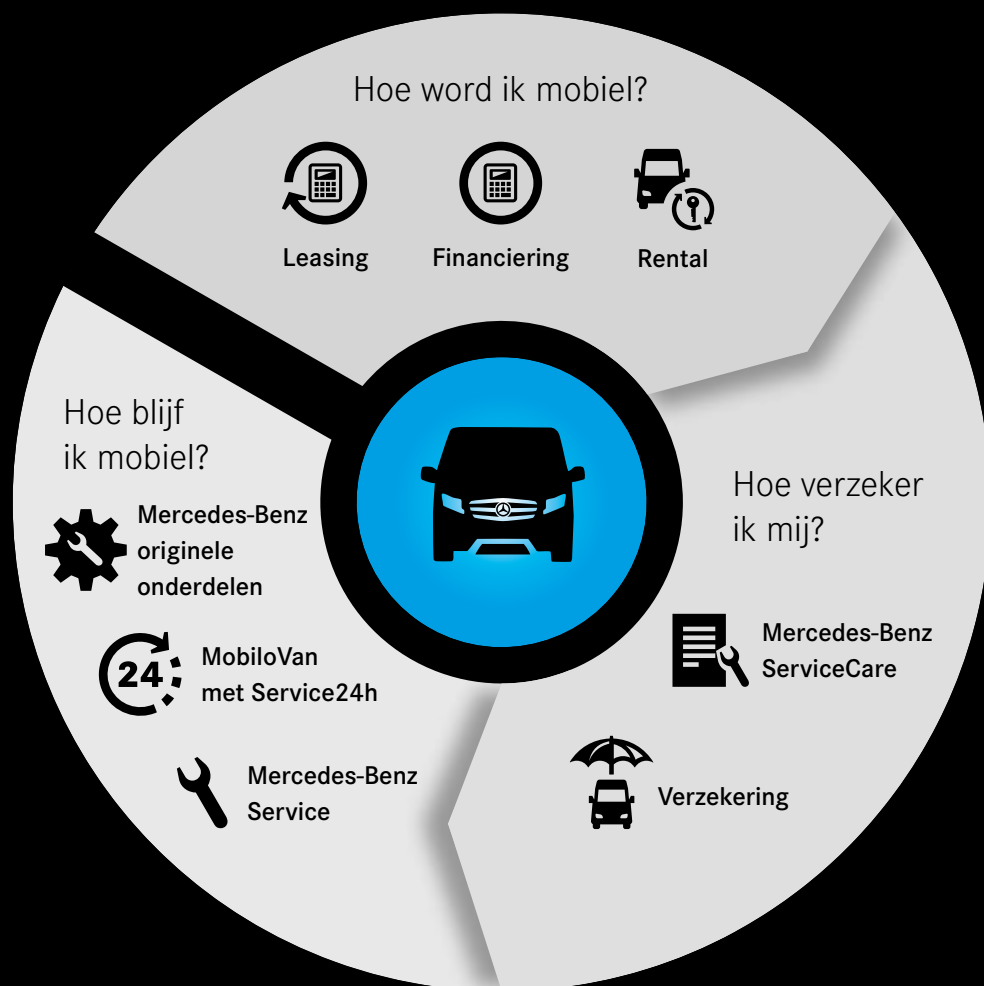 Hoe word ik mobiel?
Leasing
Financiering
Rental
Hoe verzeker
ik mij?
Mercedes-Benz
ServiceCare
Verzekering
Hoe blijf
ik mobiel?
Mercedes-Benz
originele
onderdelen
24
MobiloVan
met Service24h
Mercedes-Benz
Service